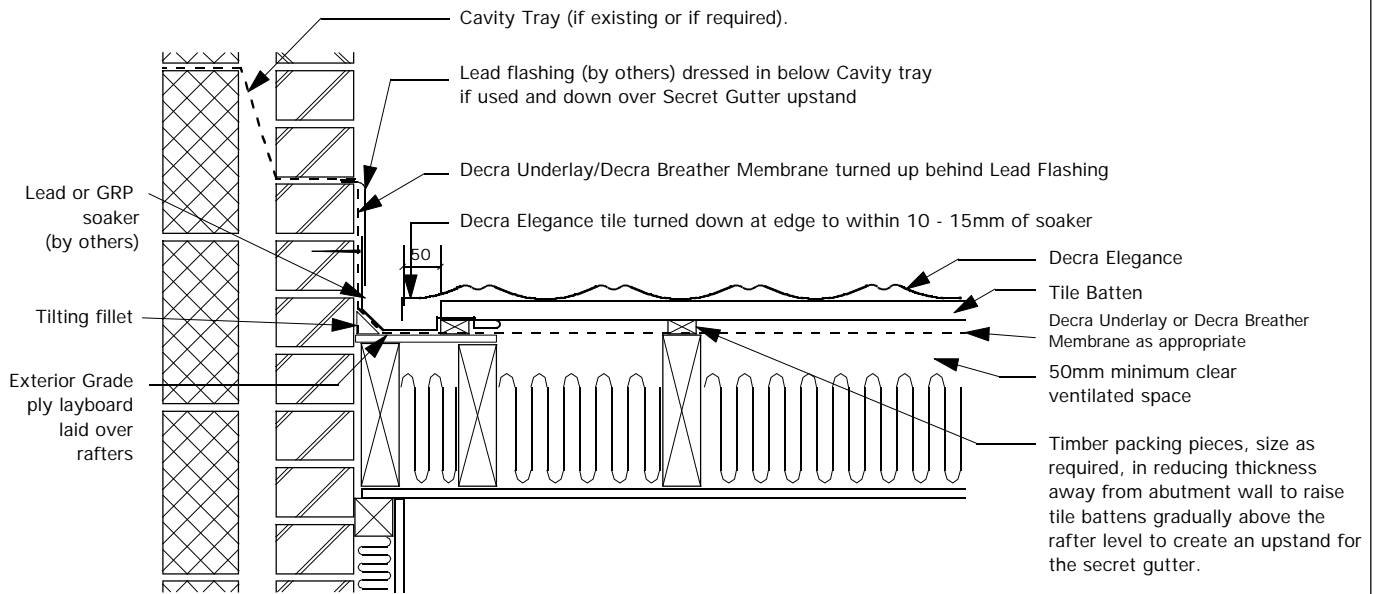 Cavity Tray (if existing or if required).
Lead flashing (by others) dressed in below Cavity tray
if used and down over Secret Gutter upstand
Decra Underlay/Decra Breather Membrane turned up behind Lead Flashing
Lead or GRP
soaker
(by others)
Decra Elegance tile turned down at edge to within 10 - 15mm of soaker
50
Decra Elegance
Tile Batten
Tilting fillet
Decra Underlay or Decra Breather
Membrane as appropriate
Exterior Grade
ply layboard
laid over
rafters
50mm minimum clear
ventilated space
Timber packing pieces, size as
required, in reducing thickness
away from abutment wall to raise
tile battens gradually above the
rafter level to create an upstand for
the secret gutter.